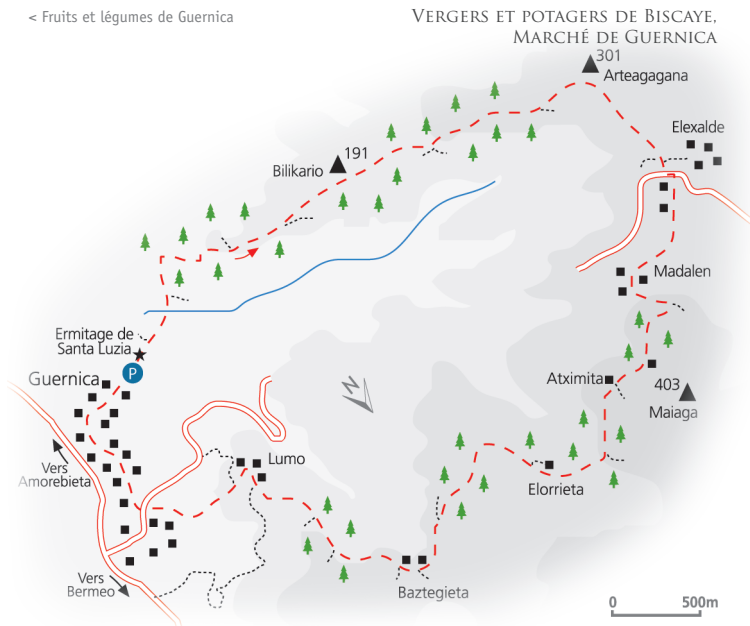 < Fruits et légumes de Guernica
VERGERS ET POTAGERS DE BISCAYE,
MARCHÉ DE GUERNICA
301
Arteagagana
Elexalde
191
Bilikario
Madalen
Ermitage de
Santa Luzia
P
Guernica
N
Atximita
403
Maiaga
Vers
Amorebieta
Lumo
Elorrieta
Vers
Bermeo
Baztegieta
0 500m